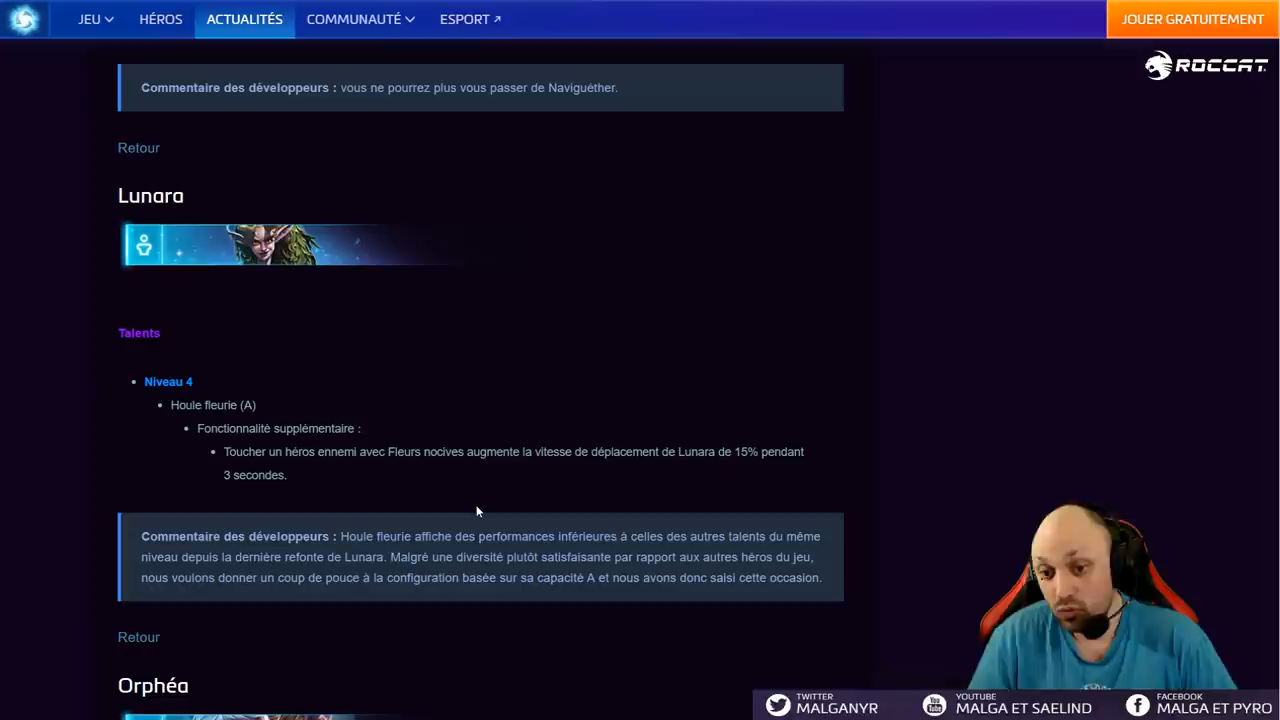 JEU HÉROS ACTUALITÉS COMMUNAUTÉ ESPORT JOUER GRATUITEMENT
ROCCAT
Commentaire des développeurs : vous ne pourrez plus vous passer de Naviguéther.
Retour
Lunara
Talents
Niveau 4
Houle fleurie (A)
Fonctionnalité supplémentaire :
Toucher un héros ennemi avec Fleurs nocives augmente la vitesse de déplacement de Lunara de 15% pendant
3 secondes.
Commentaire des développeurs : Houle fleurie affiche des performances inférieures à celles des autres talents du même
niveau depuis la dernière refonte de Lunara. Malgré une diversité plutôt satisfaisante par rapport aux autres héros du jeu,
nous voulons donner un coup de pouce à la configuration basée sur sa capacité A et nous avons donc saisi cette occasion.
Retour
Orphéa
TWITTER
MALGANYR
YOUTUBE
MALGA ET SAELIND
FACEBOOK
MALGA ET PYRO